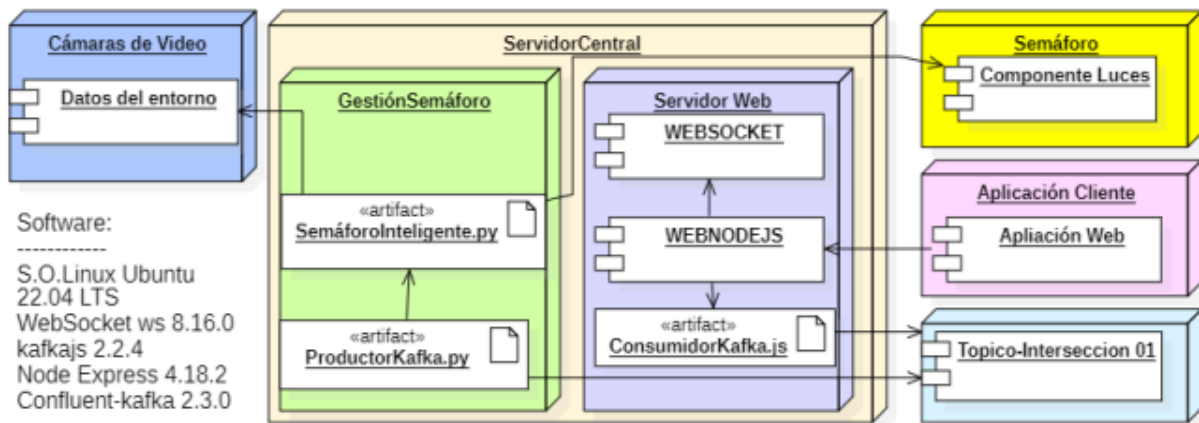 Cámaras de Video
Datos del entorno
ServidorCentral
GestiónSemáforo
«artifact»
SemáforoInteligente.py
«artifact»
ProductorKafka.py
Servidor Web
WEBSOCKET
WEBNODEJS
«artifact»
ConsumidorKafka.js
Semáforo
Componente Luces
Aplicación Cliente
Apliación Web
Topico-Interseccion 01
Software:
------------
S.O.Linux Ubuntu
22.04 LTS
WebSocket ws 8.16.0
kafkajs 2.2.4
Node Express 4.18.2
Confluent-kafka 2.3.0